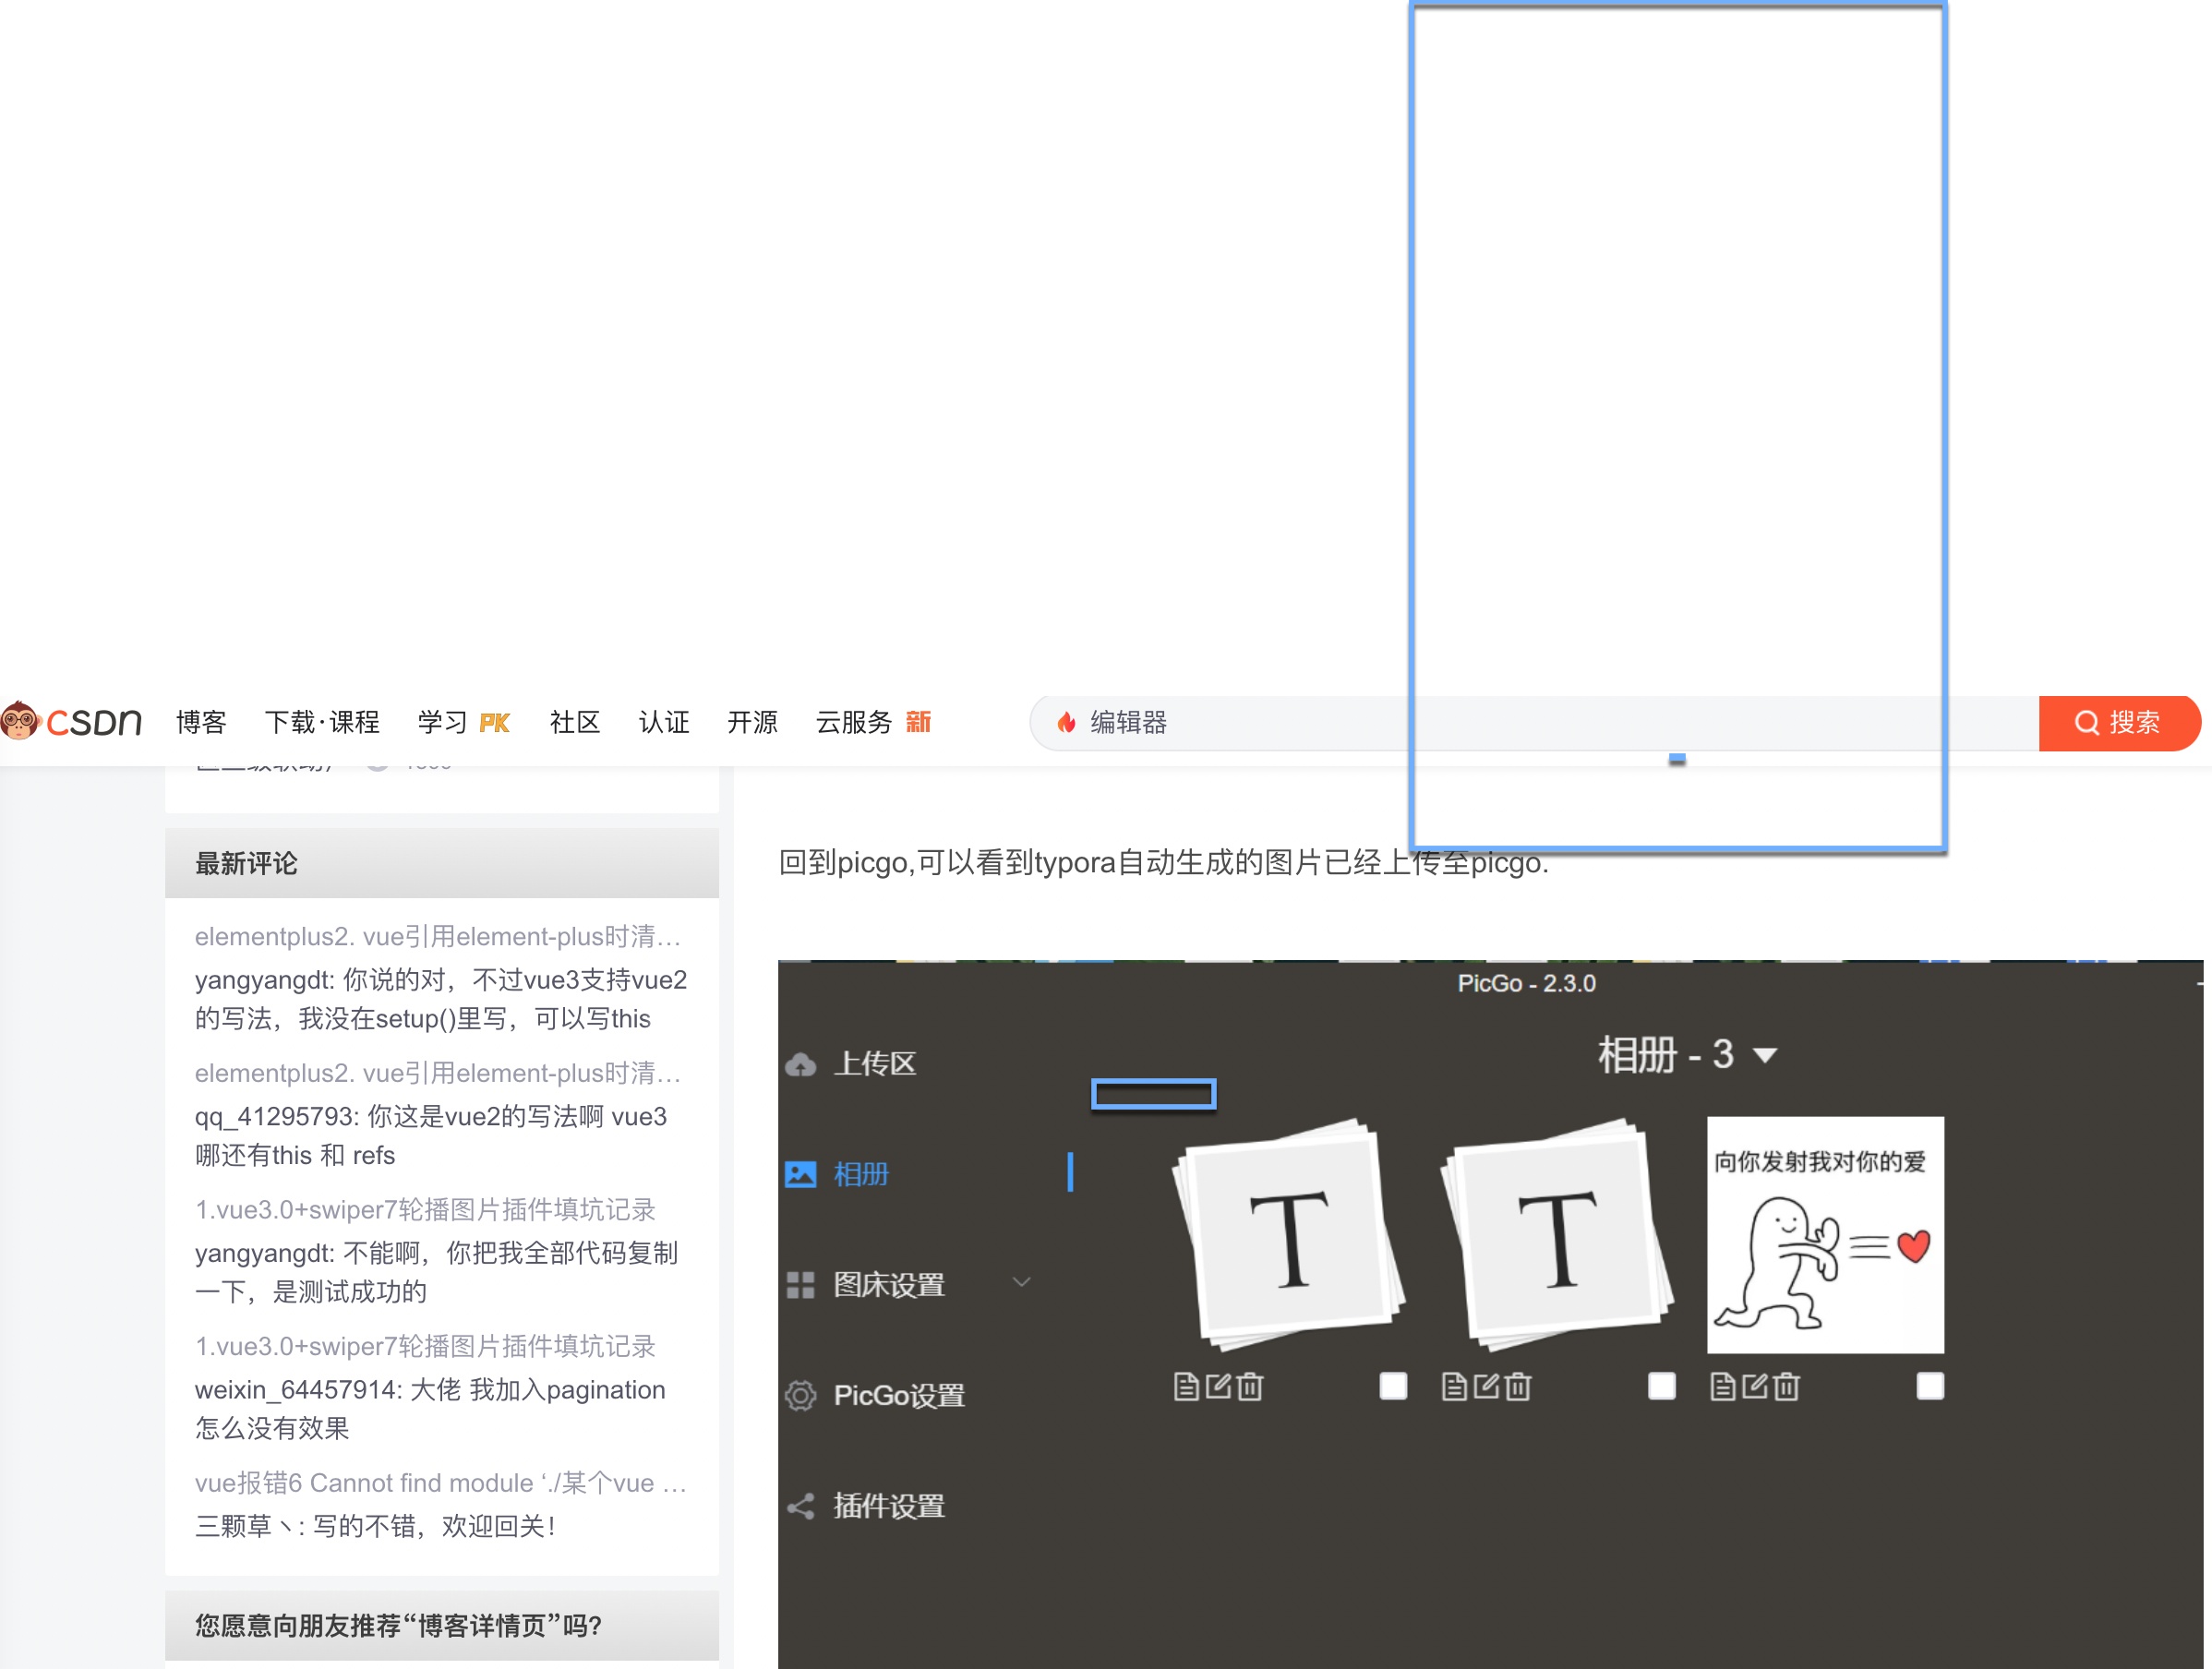 CSDN 博客 下载·课程 学习 PK 社区 认证 开源 云服务 新 编辑器 搜索
最新评论
elementplus2. vue引用element-plus时清…
yangyangdt: 你说的对，不过vue3支持vue2
的写法，我没在setup()里写，可以写this
elementplus2. vue引用element-plus时清…
qq_41295793: 你这是vue2的写法啊 vue3
哪还有this 和 refs
1.vue3.0+swiper7轮播图片插件填坑记录
yangyangdt: 不能啊，你把我全部代码复制
一下，是测试成功的
1.vue3.0+swiper7轮播图片插件填坑记录
weixin_64457914: 大佬 我加入pagination
怎么没有效果
vue报错6 Cannot find module ‘./某个vue …
三颗草丶: 写的不错，欢迎回关！
您愿意向朋友推荐“博客详情页”吗?
回到picgo,可以看到typora自动生成的图片已经上传至picgo.
PicGo - 2.3.0
上传区
相册
图床设置
PicGo设置
插件设置
相册 - 3
T
T
向你发射我对你的爱